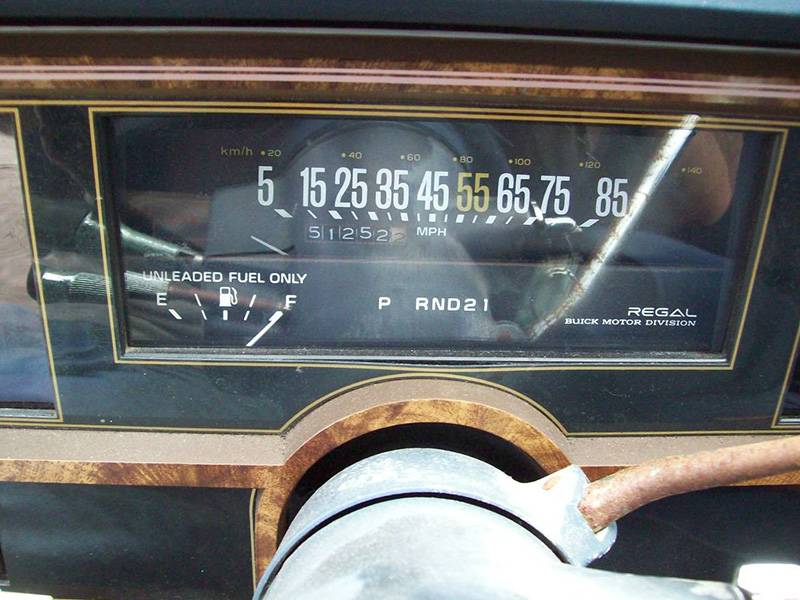 km/h 20 40 60 80 100 120 140
5 15 25 35 45 55 65 75 85
512522 MPH
UNLEADED FUEL ONLY
E F
P RND21
REGAL
BUICK MOTOR DIVISION